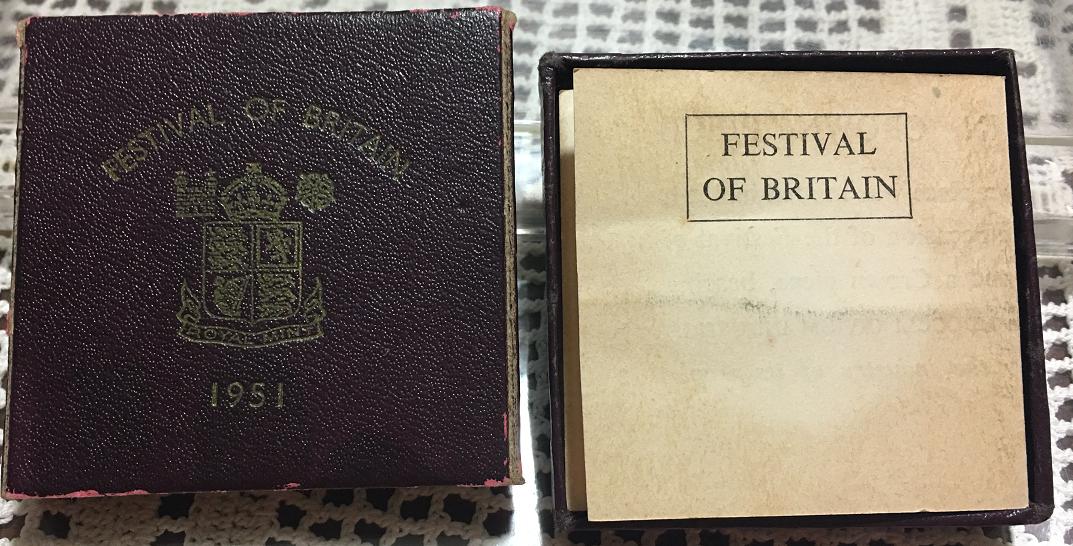 FESTIVAL OF BRITAIN
ROYAL MINT
1951
FESTIVAL
OF BRITAIN